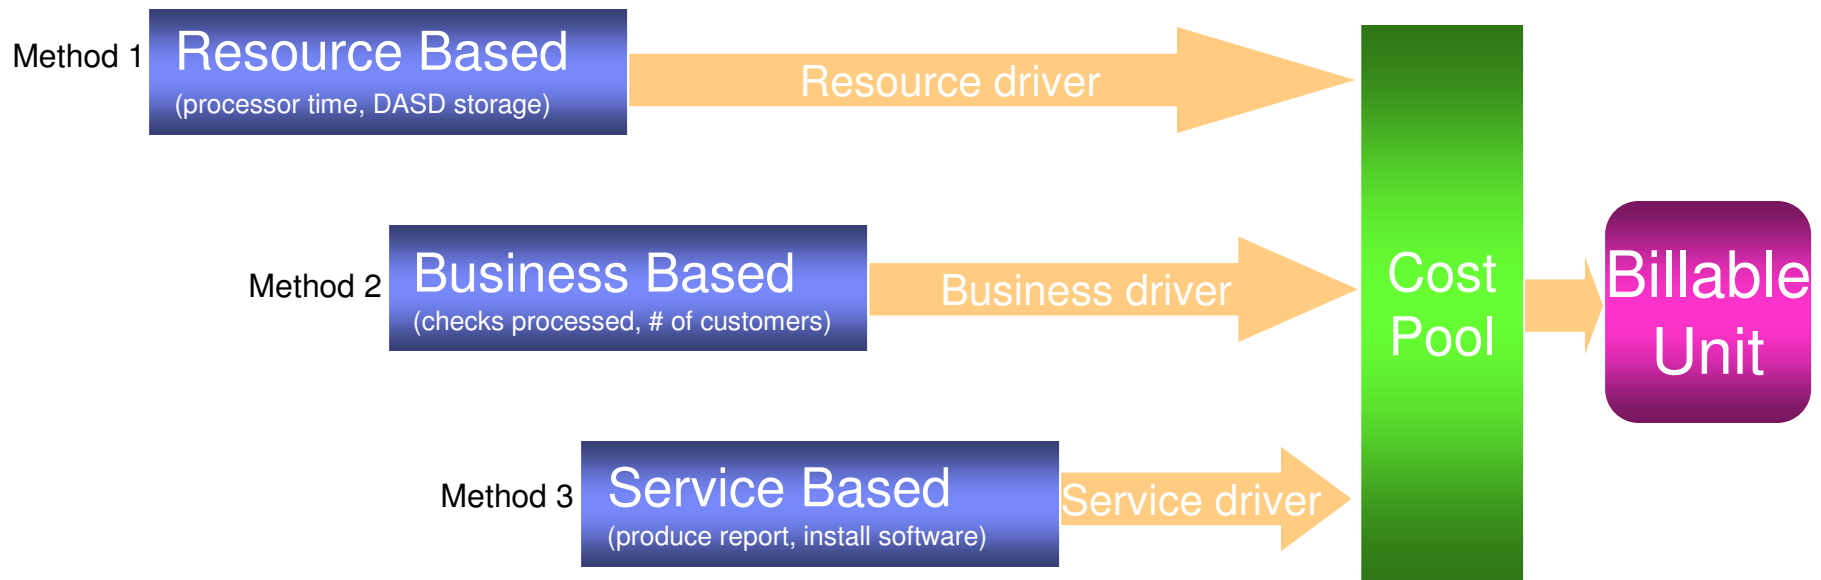 Method 1
Resource Based
(processor time, DASD storage)
Resource driver
Method 2
Business Based
(checks processed, # of customers)
Business driver
Method 3
Service Based
(produce report, install software)
Service driver
Cost
Pool
Billable
Unit